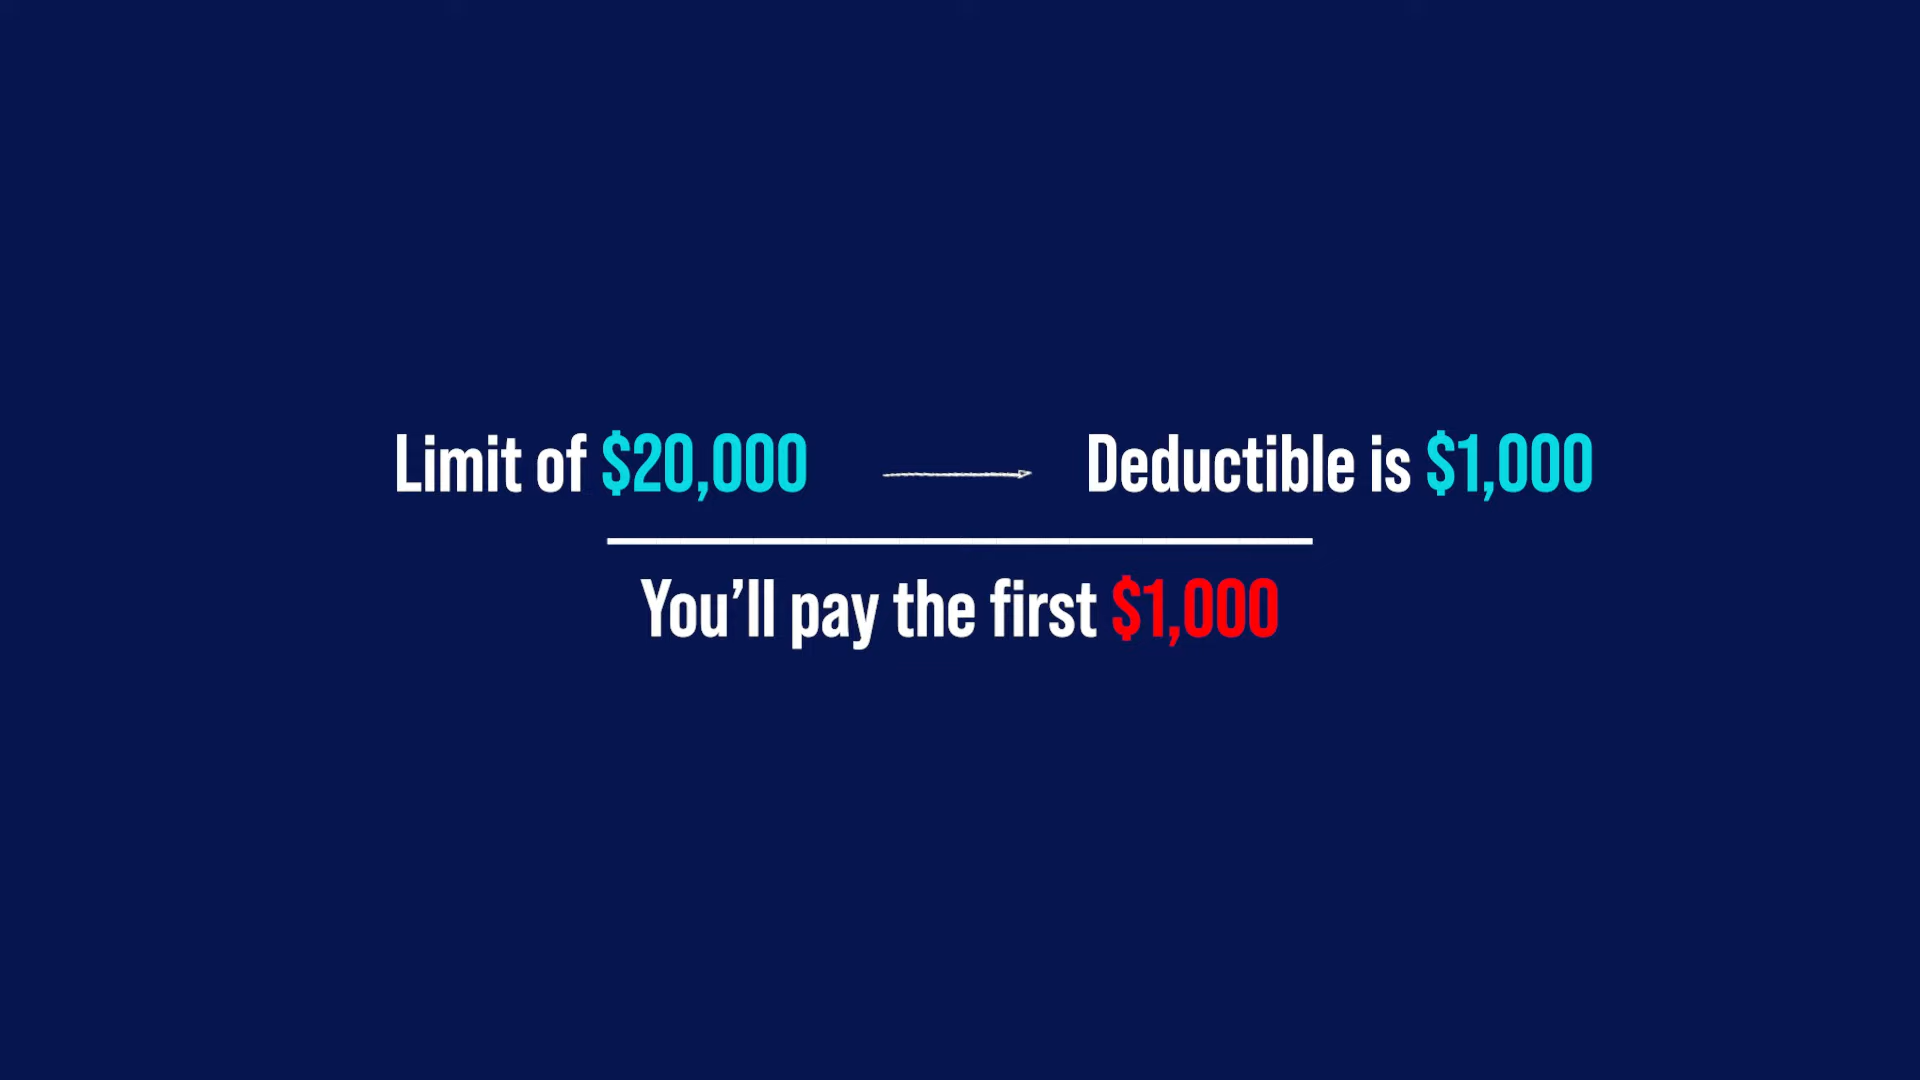 Limit of $20,000 Deductible is $1,000
You’ll pay the first $1,000